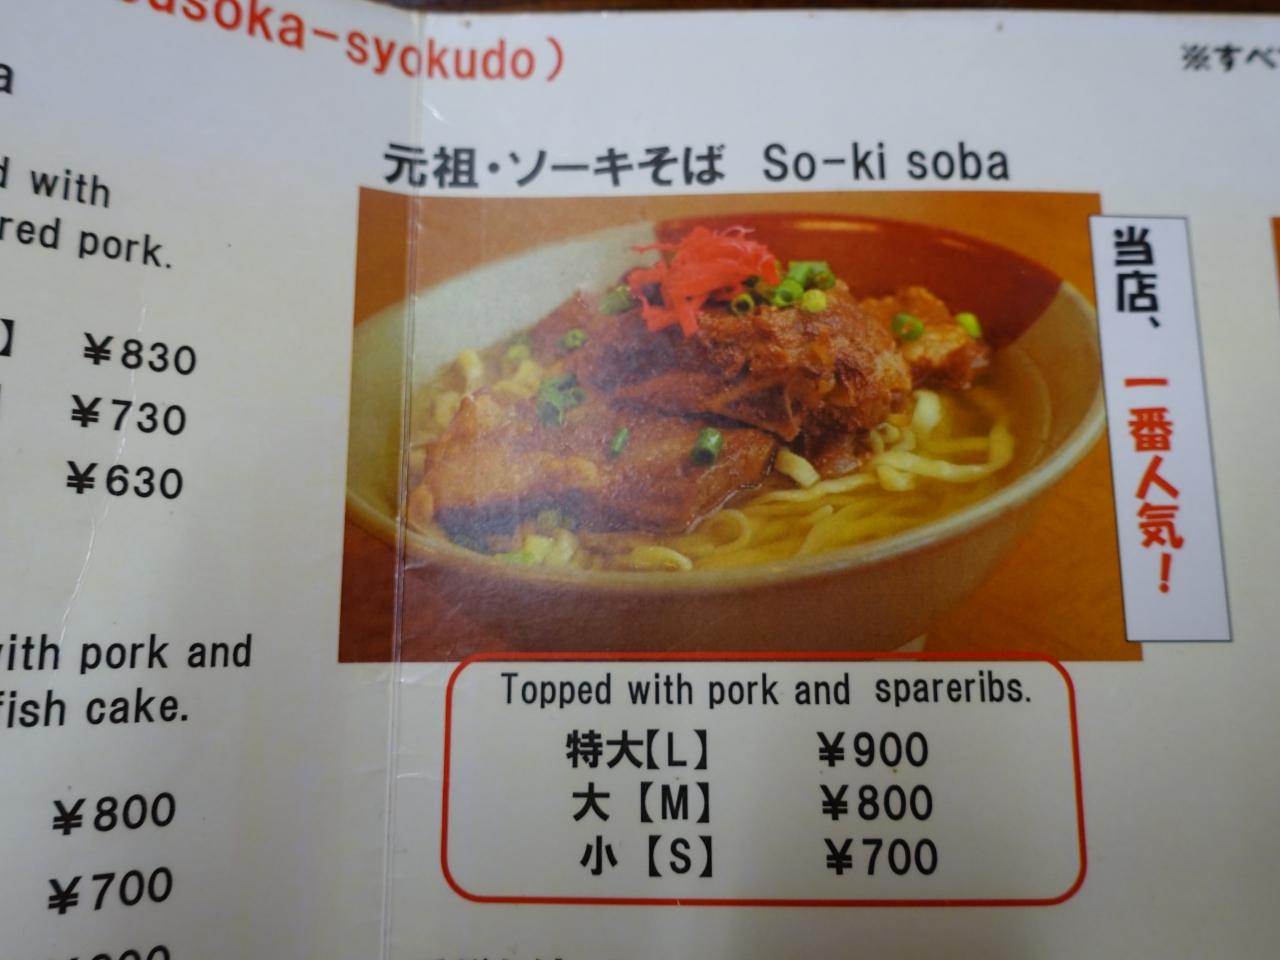 soka-syokudo)
※すべ
元祖・ソーキそば So-ki soba
with
pork.
¥830
¥730
¥630
当店、一番人気!
with pork and
fish cake.
¥800
¥700
Topped with pork and spareribs.
特大【L】 ¥900
大【M】 ¥800
小【S】 ¥700